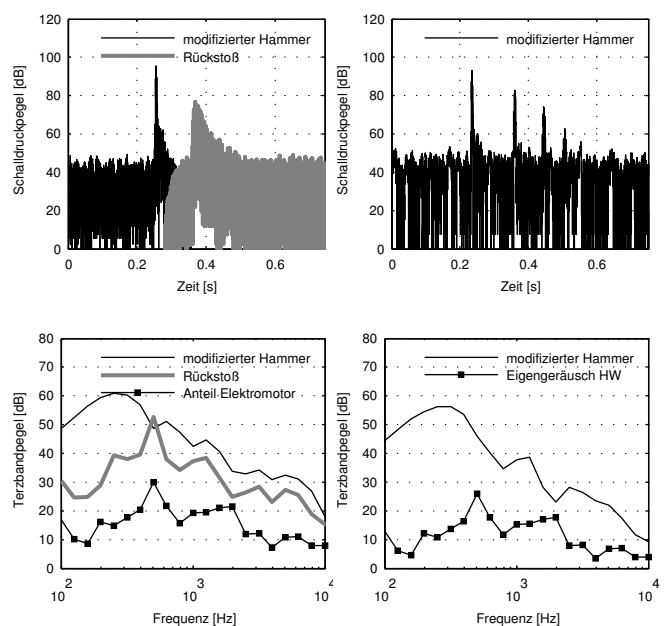 120
100
80
60
40
20
0
Schalldruckpegel [dB]
modifizierter Hammer
Rückstoß
0
0.2
0.4
0.6
Zeit [s]
120
100
80
60
40
20
0
Schalldruckpegel [dB]
modifizierter Hammer
0
0.2
0.4
0.6
Zeit [s]
80
70
60
50
40
30
20
10
0
Terzbandpegel [dB]
modifizierter Hammer
Rückstoß
Anteil Elektromotor
10 2
10 3
10 4
Frequenz [Hz]
80
70
60
50
40
30
20
10
0
Terzbandpegel [dB]
modifizierter Hammer
Eigengeräusch HW
10 2
10 3
10 4
Frequenz [Hz]